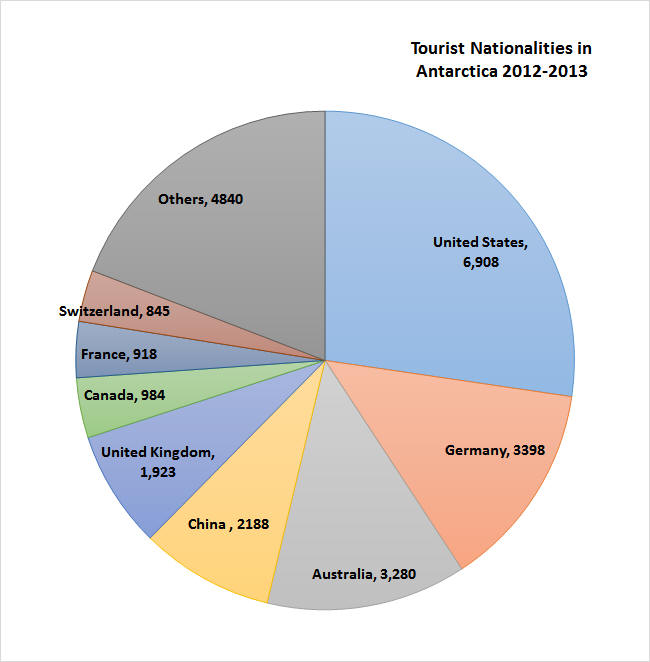 Tourist Nationalities in
Antarctica 2012-2013
Others, 4840
United States,
6,908
Switzerland, 845
France, 918
Canada, 984
Germany, 3398
United Kingdom,
1,923
China , 2188
Australia, 3,280